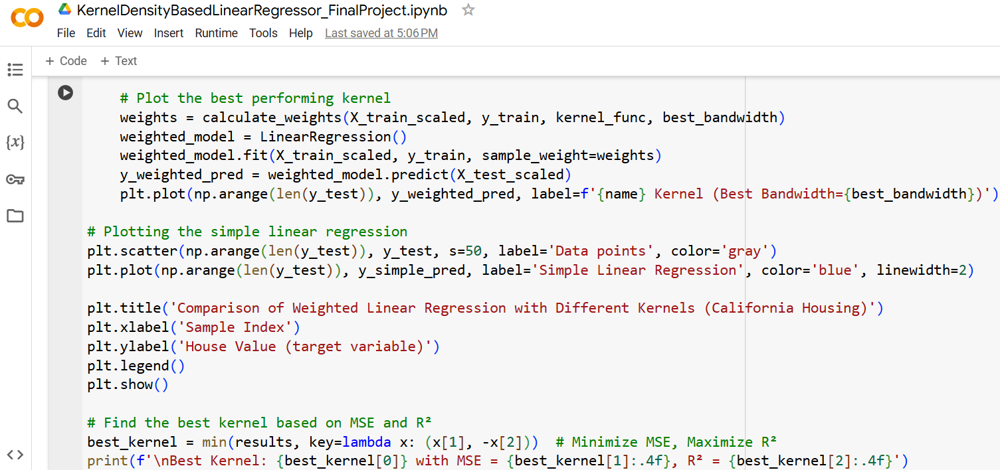 KernelDensityBasedLinearRegressor_FinalProject.ipynb
File Edit View Insert Runtime Tools Help Last saved at 5:06 PM
+ Code + Text
{x}
# Plot the best performing kernel
weights = calculate_weights(X_train_scaled, y_train, kernel_func, best_bandwidth)
weighted_model = LinearRegression()
weighted_model.fit(X_train_scaled, y_train, sample_weight=weights)
y_weighted_pred = weighted_model.predict(X_test_scaled)
plt.plot(np.arange(len(y_test)), y_weighted_pred, label=f'{name} Kernel (Best Bandwidth={best_bandwidth})')
# Plotting the simple linear regression
plt.scatter(np.arange(len(y_test)), y_test, s=50, label='Data points', color='gray')
plt.plot(np.arange(len(y_test)), y_simple_pred, label='Simple Linear Regression', color='blue', linewidth=2)
plt.title('Comparison of Weighted Linear Regression with Different Kernels (California Housing)')
plt.xlabel('Sample Index')
plt.ylabel('House Value (target variable)')
plt.legend()
plt.show()
# Find the best kernel based on MSE and R²
best_kernel = min(results, key=lambda x: (x[1], -x[2]))  # Minimize MSE, Maximize R²
print(f'\nBest Kernel: {best_kernel[0]} with MSE = {best_kernel[1]:.4f}, R² = {best_kernel[2]:.4f}')